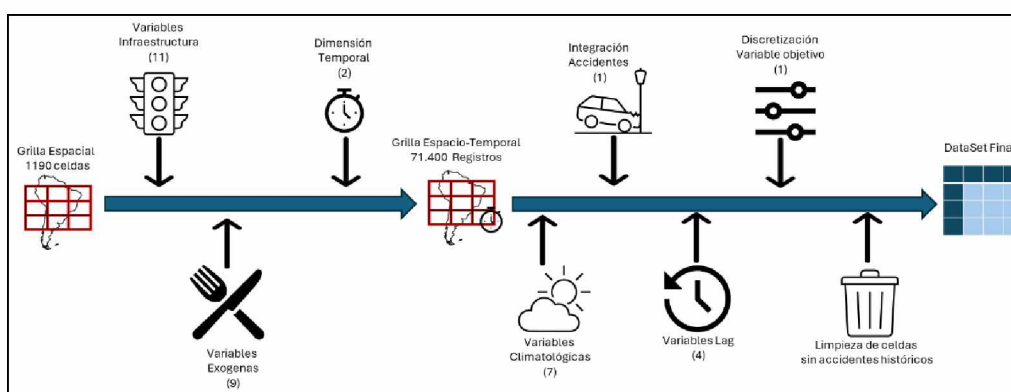 Variables
Infraestructura
(11)
Dimensión
Temporal
(2)
Integración
Accidentes
(1)
Discretización
Variable objetivo
(1)
Grilla Espacial
1190 celdas
Grilla Espacio-Temporal
71.400 Registros
DataSet Final
Variables
Exogenas
(9)
Variables
Climatológicas
(7)
Variables Lag
(4)
Limpieza de celdas
sin accidentes históricos